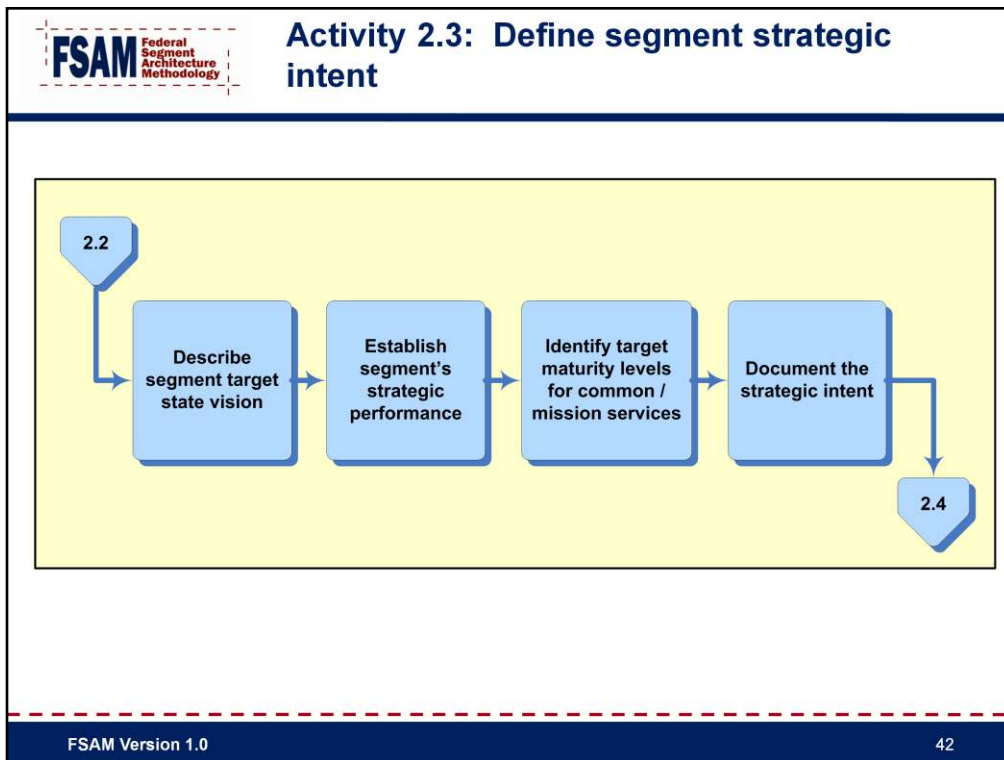 FSAM
Federal
Segment
Architecture
Methodology
Activity 2.3: Define segment strategic
intent
2.2
Describe
segment target
state vision
Establish
segment's
strategic
performance
Identify target
maturity levels
for common /
mission services
Document the
strategic intent
2.4
FSAM Version 1.0
42